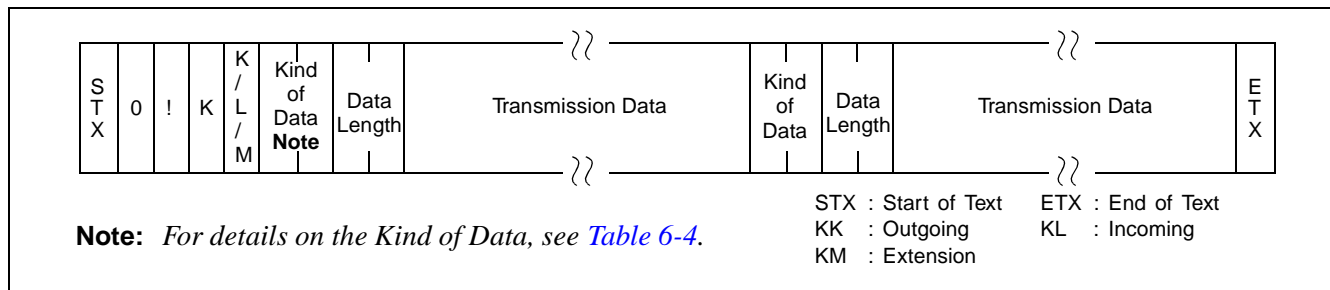 STX 0 ! K K/L/M Kind of Data Note Data Length Transmission Data Kind of Data Data Length Transmission Data ETX
STX : Start of Text ETX : End of Text
KK : Outgoing KL : Incoming
KM : Extension
Note: For details on the Kind of Data, see Table 6-4.